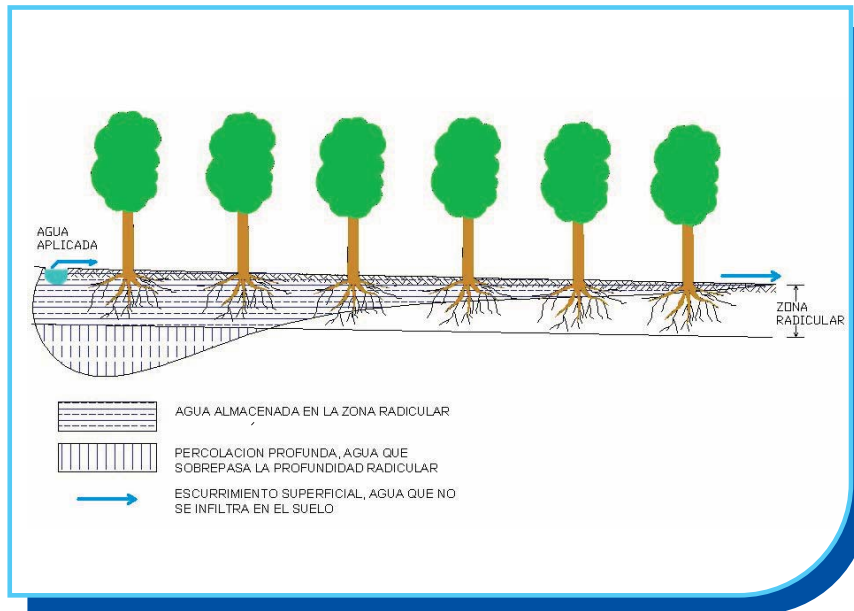 AGUA
APLICADA
ZONA
RADICULAR
AGUA ALMACENADA EN LA ZONA RADICULAR
PERCOLACION PROFUNDA, AGUA QUE
SOBREPASA LA PROFUNDIDAD RADICULAR
ESCURRIMIENTO SUPERFICIAL, AGUA QUE NO
SE INFILTRA EN EL SUELO